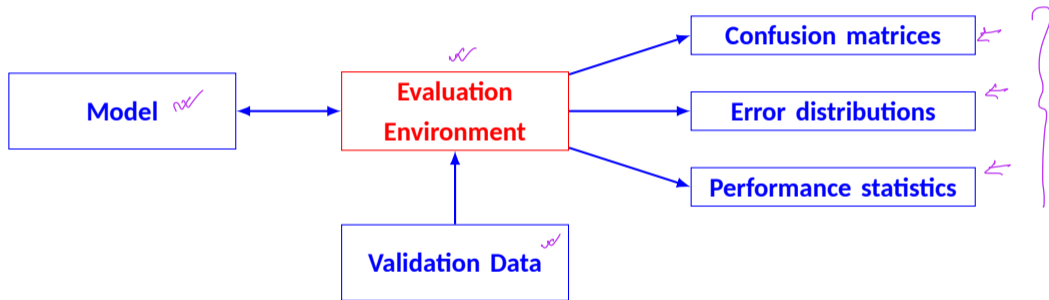 Confusion matrices
Model
Evaluation
Environment
Error distributions
Performance statistics
Validation Data